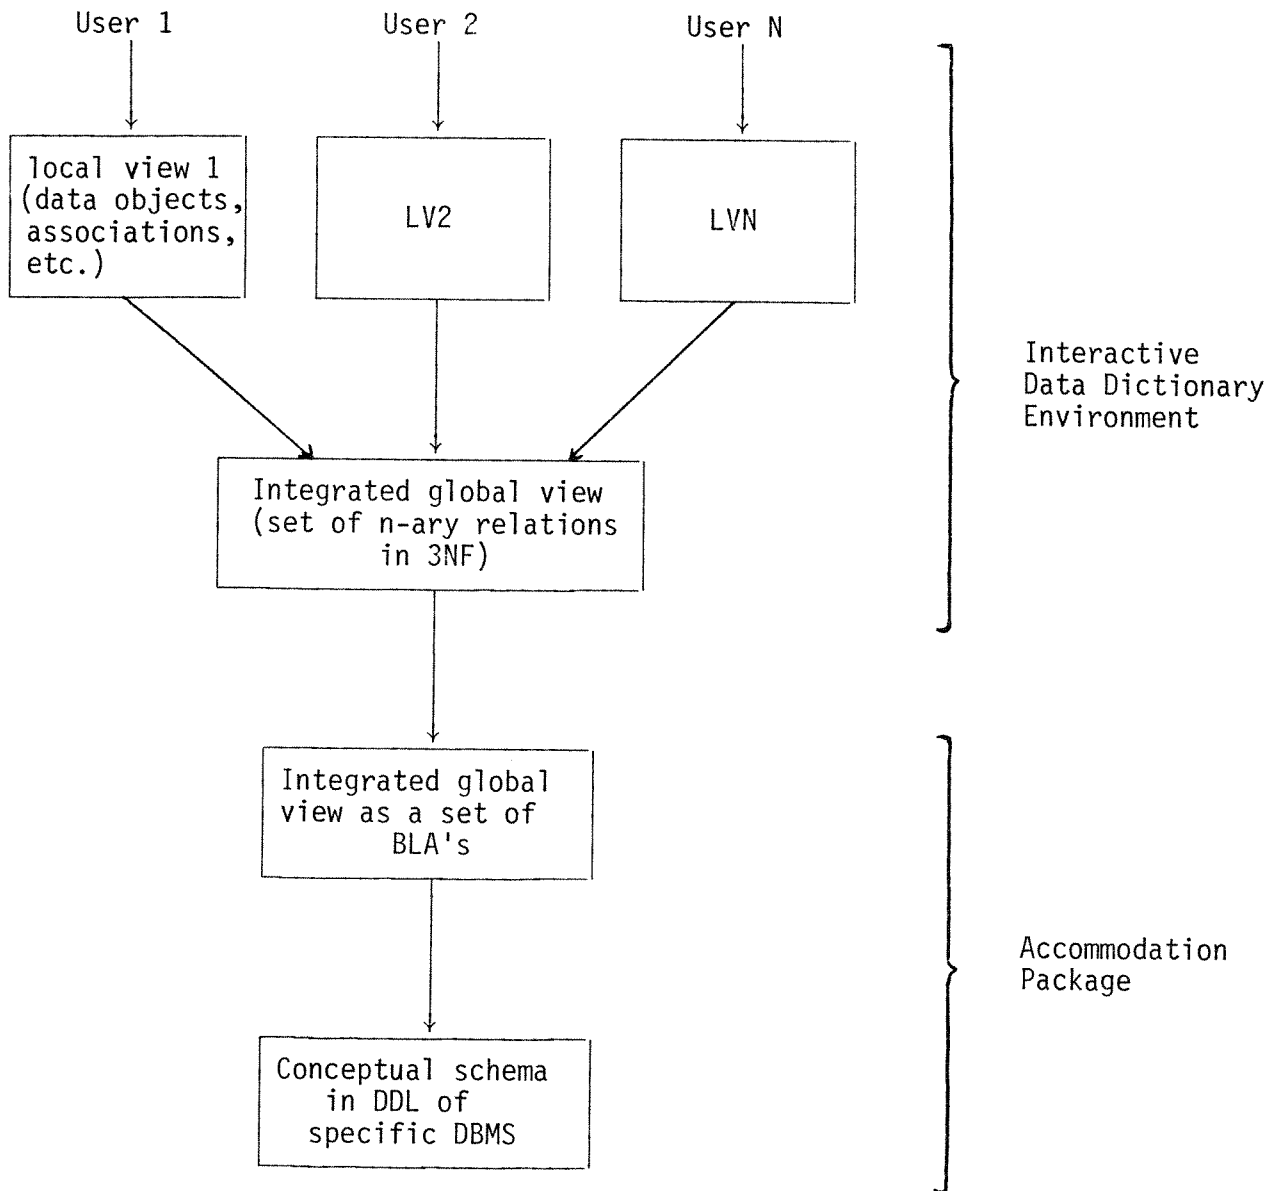 User 1
User 2
User N
local view 1
(data objects,
associations,
etc.)
LV2
LVN
Interactive
Data Dictionary
Environment
Integrated global view
(set of n-ary relations
in 3NF)
Integrated global
view as a set of
BLA's
Accommodation
Package
Conceptual schema
in DDL of
specific DBMS